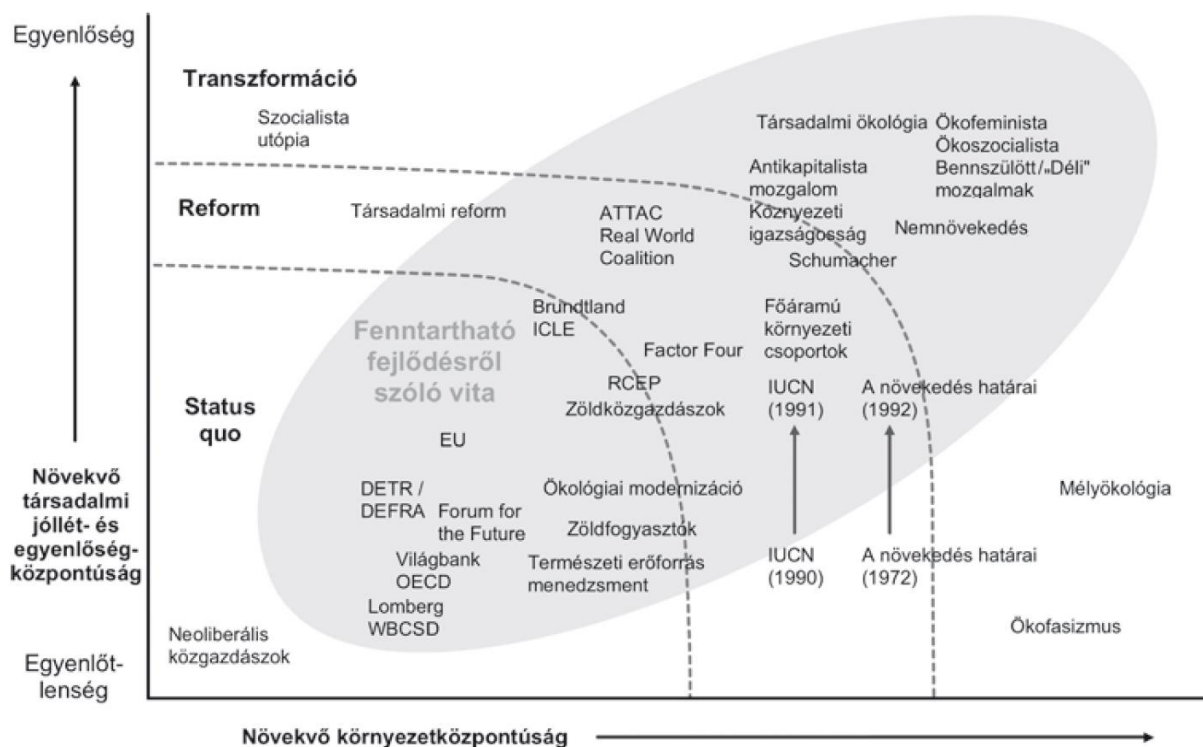 Egyenlőség
Transzformáció
Szocialista
utópia
Társadalmi ökológia
Ökofeminista
Ökoszocialista
Bennszülött/„Déli"
mozgalmak
Antikapitalista
mozgalom
Környezeti
igazságosság
Reform
Társadalmi reform
ATTAC
Real World
Coalition
Nemnövekedés
Schumacher
Brundtland
ICLE
Főáramú
környezeti
csoportok
Fenntartható
fejlődésről
szóló vita
Factor Four
RCEP
Zöldközgazdászok
IUCN
(1991)
A növekedés határai
(1992)
Status
quo
EU
Növekvő
társadalmi
jóllét- és
egyenlőség-
központúság
DETR /
DEFRA
Forum for
the Future
Ökológiai modernizáció
Mélyökológia
Zöldfogyasztók
Világbank
OECD
Természeti erőforrás
menedzsment
IUCN
(1990)
A növekedés határai
(1972)
Lomberg
WBCSD
Neoliberális
közgazdászok
Ökofasizmus
Egyenlőt-
lenség
Növekvő környezetközpontúság